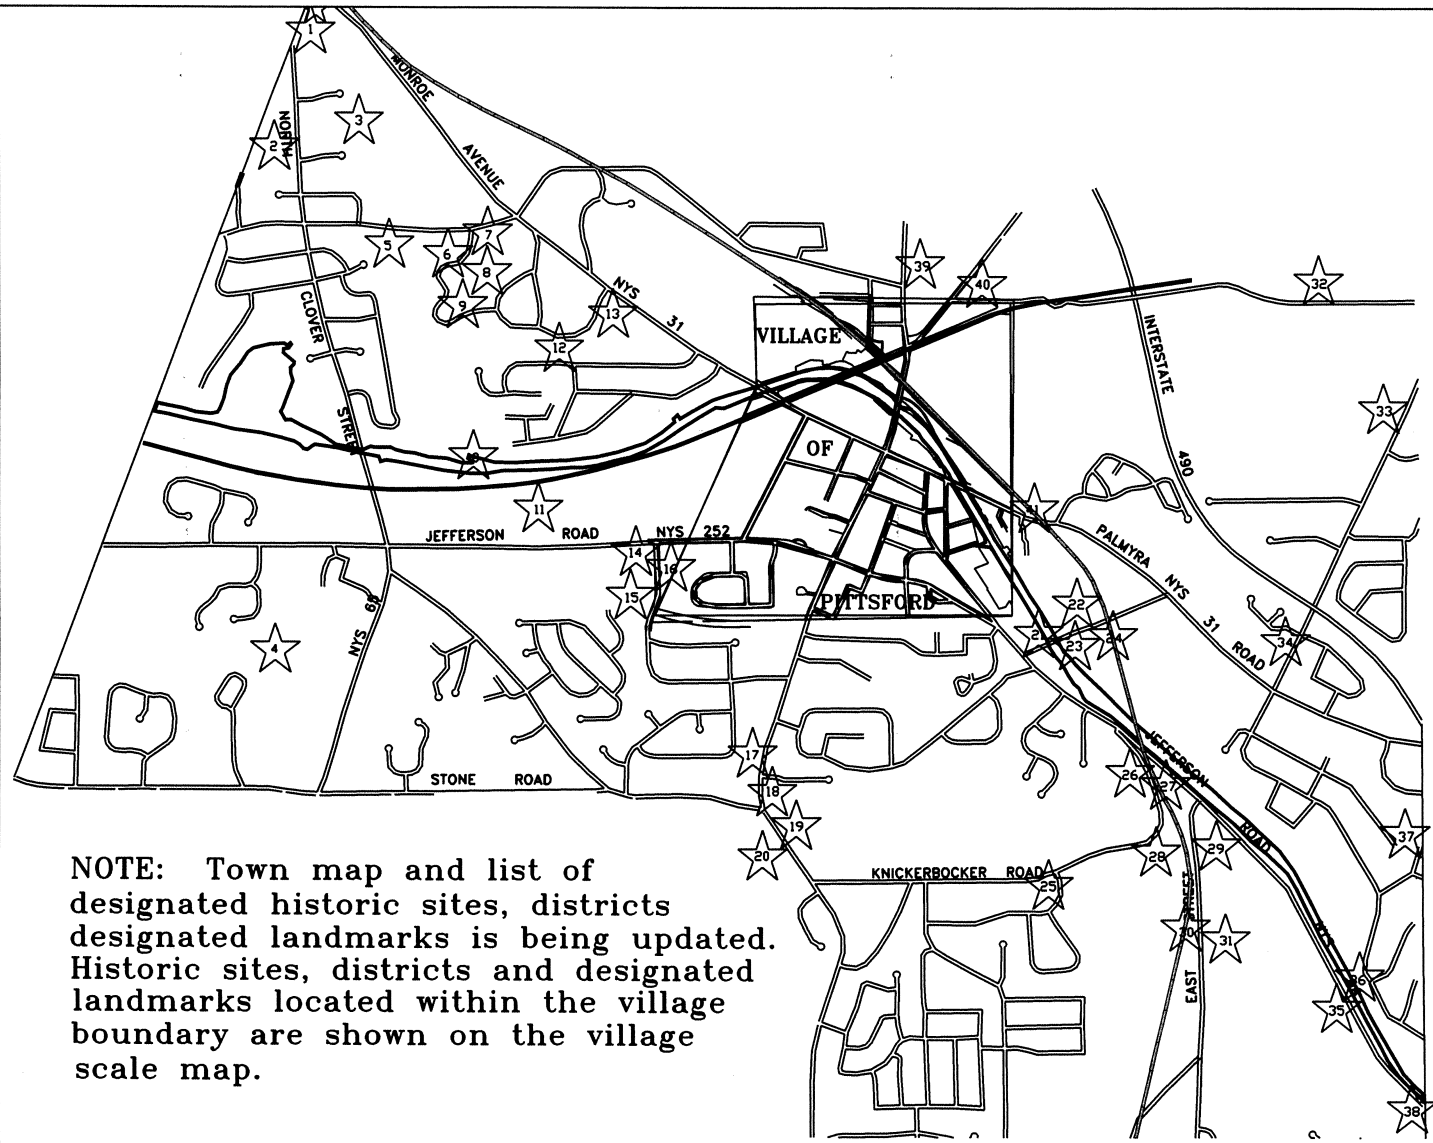 1
MUNROE
3
NORTH
2
AVENUE
7
5
6
8
9
39
40
32
NYS
13
31
CLOVER
12
VILLAGE
INTERSTATE
33
STREET
OF
490
11
41
JEFFERSON ROAD NYS 252
PALMYRA NYS 31 ROAD
14
16
15
PITTSFORD
22
NYS 65
4
21
23
24
34
17
JEFFERSON ROAD
STONE ROAD
26
27
18
19
20
28
29
37
KNICKERBOCKER ROAD
25
EAST STREET
30
31
36
35
38
NOTE: Town map and list of
designated historic sites, districts
designated landmarks is being updated.
Historic sites, districts and designated
landmarks located within the village
boundary are shown on the village
scale map.